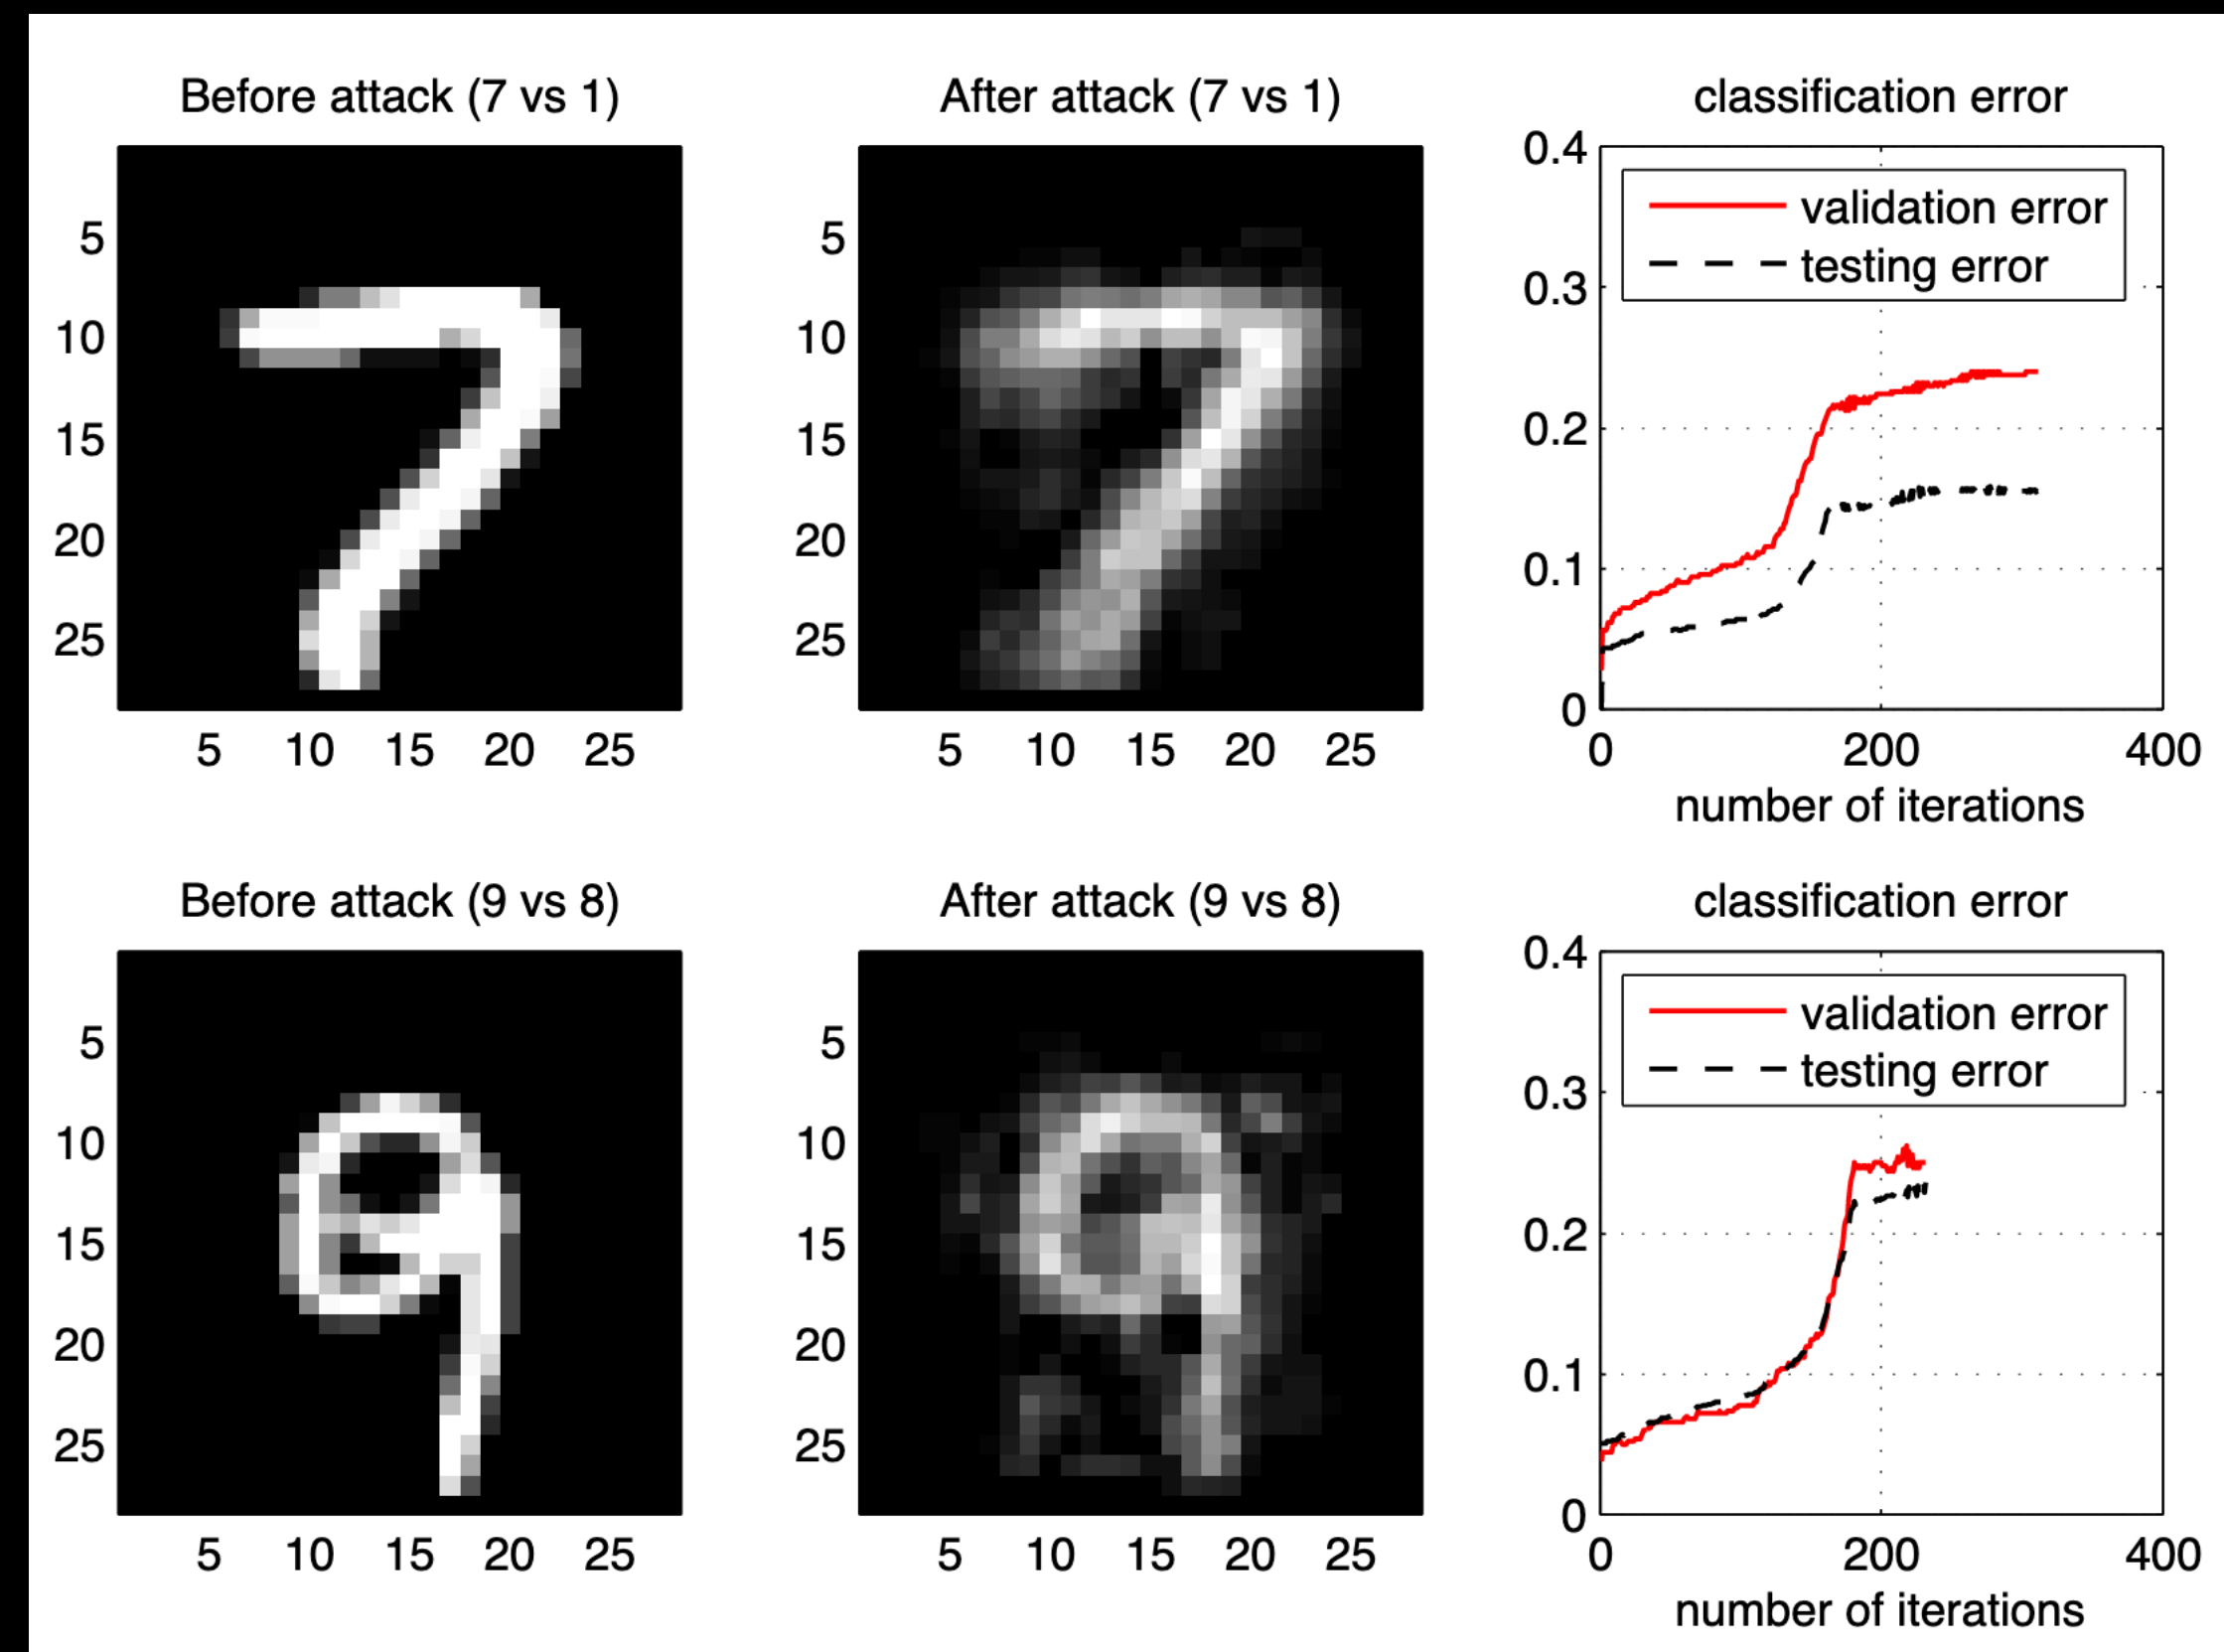 Before attack (7 vs 1)
5
10
15
20
25
5 10 15 20 25
After attack (7 vs 1)
5
10
15
20
25
5 10 15 20 25
classification error
0.4
0.3
0.2
0.1
0
validation error
testing error
0 200 400
number of iterations
Before attack (9 vs 8)
5
10
15
20
25
5 10 15 20 25
After attack (9 vs 8)
5
10
15
20
25
5 10 15 20 25
classification error
0.4
0.3
0.2
0.1
0
validation error
testing error
0 200 400
number of iterations